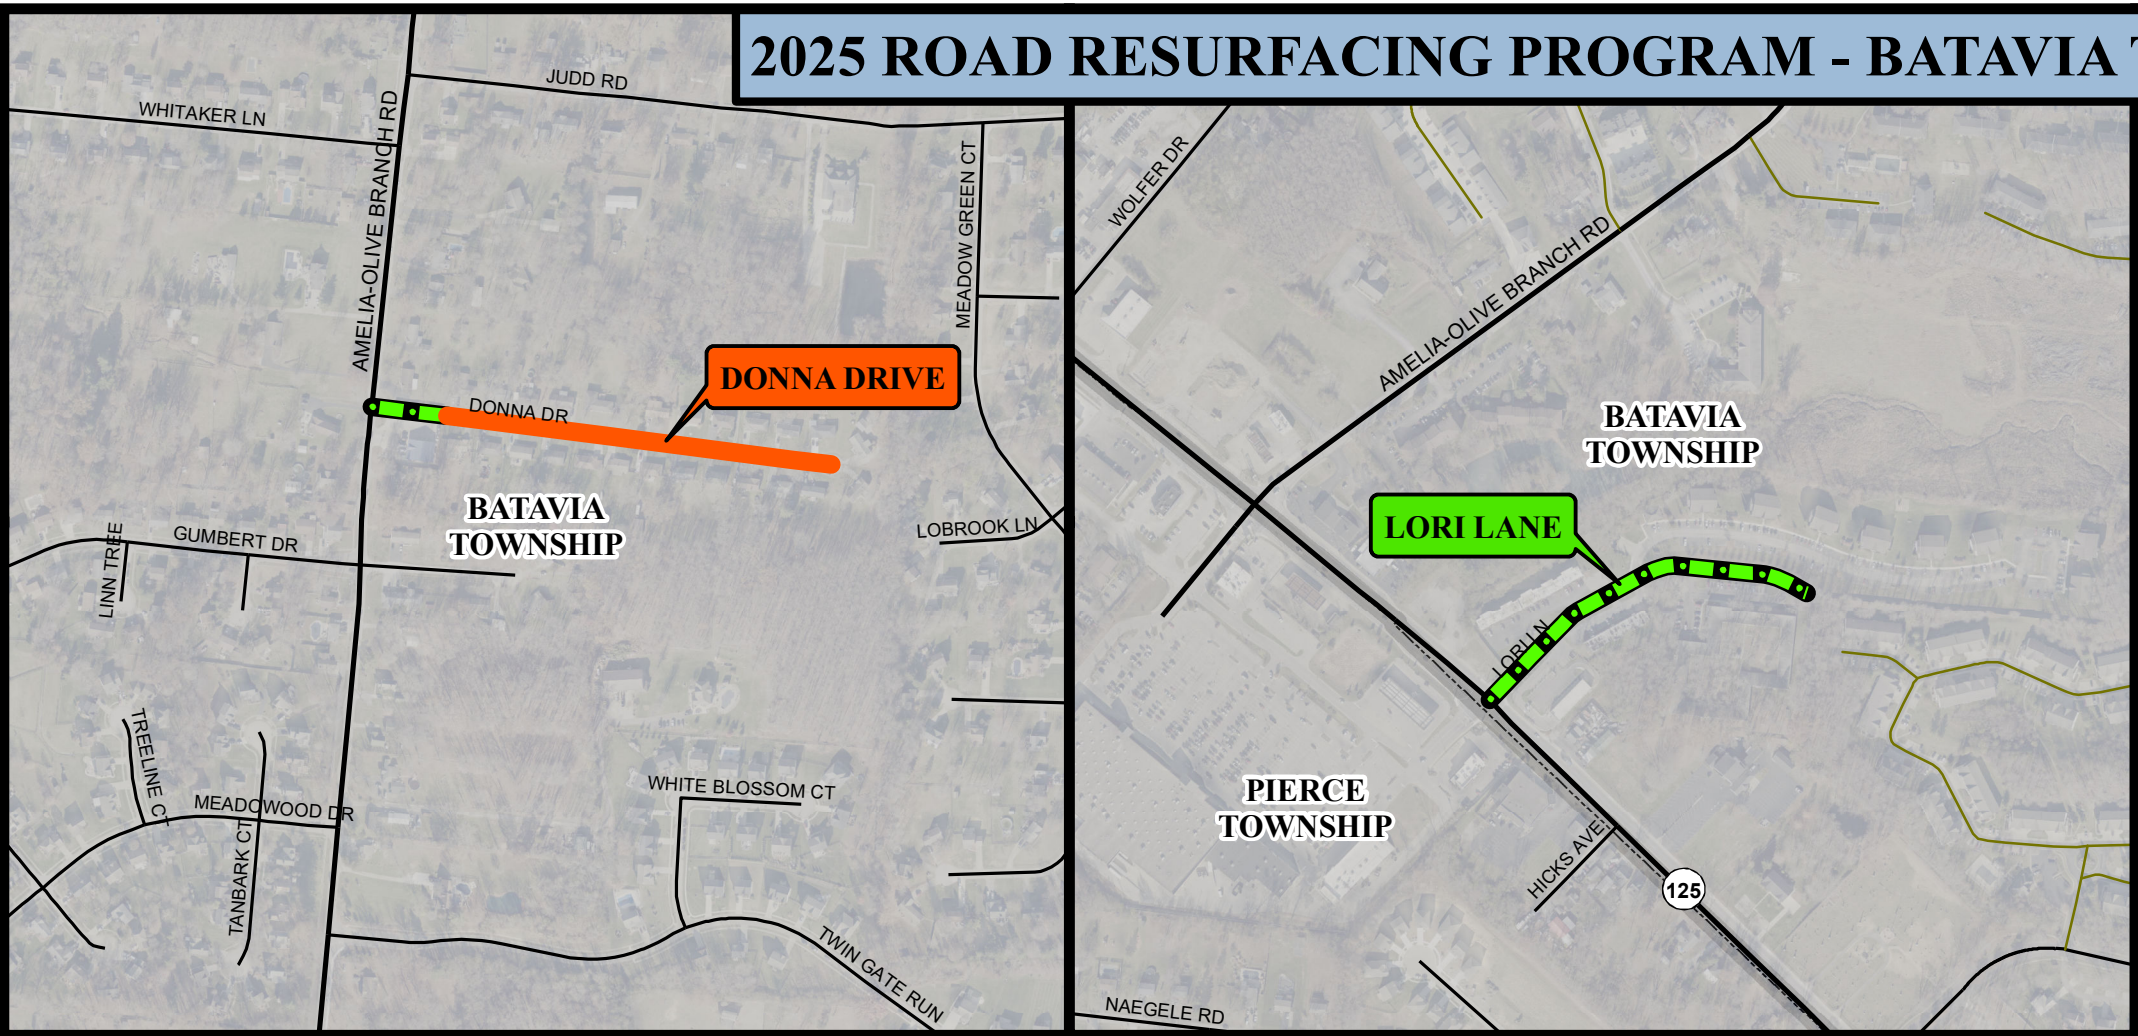 2025 ROAD RESURFACING PROGRAM - BATAVIA
JUDD RD
WHITAKER LN
AMELIA-OLIVE BRANCH RD
MEADOW GREEN CT
DONNA DRIVE
DONNA DR
BATAVIA
TOWNSHIP
LOBROOK LN
GUMBERT DR
LINN TREE
TREELINE CT
MEADOWOOD DR
TANBARK CT
WHITE BLOSSOM CT
TWIN GATE RUN
WOLFER DR
AMELIA-OLIVE BRANCH RD
BATAVIA
TOWNSHIP
LORI LANE
LORI LN
PIERCE
TOWNSHIP
HICKS AVE
125
NAEGELE RD